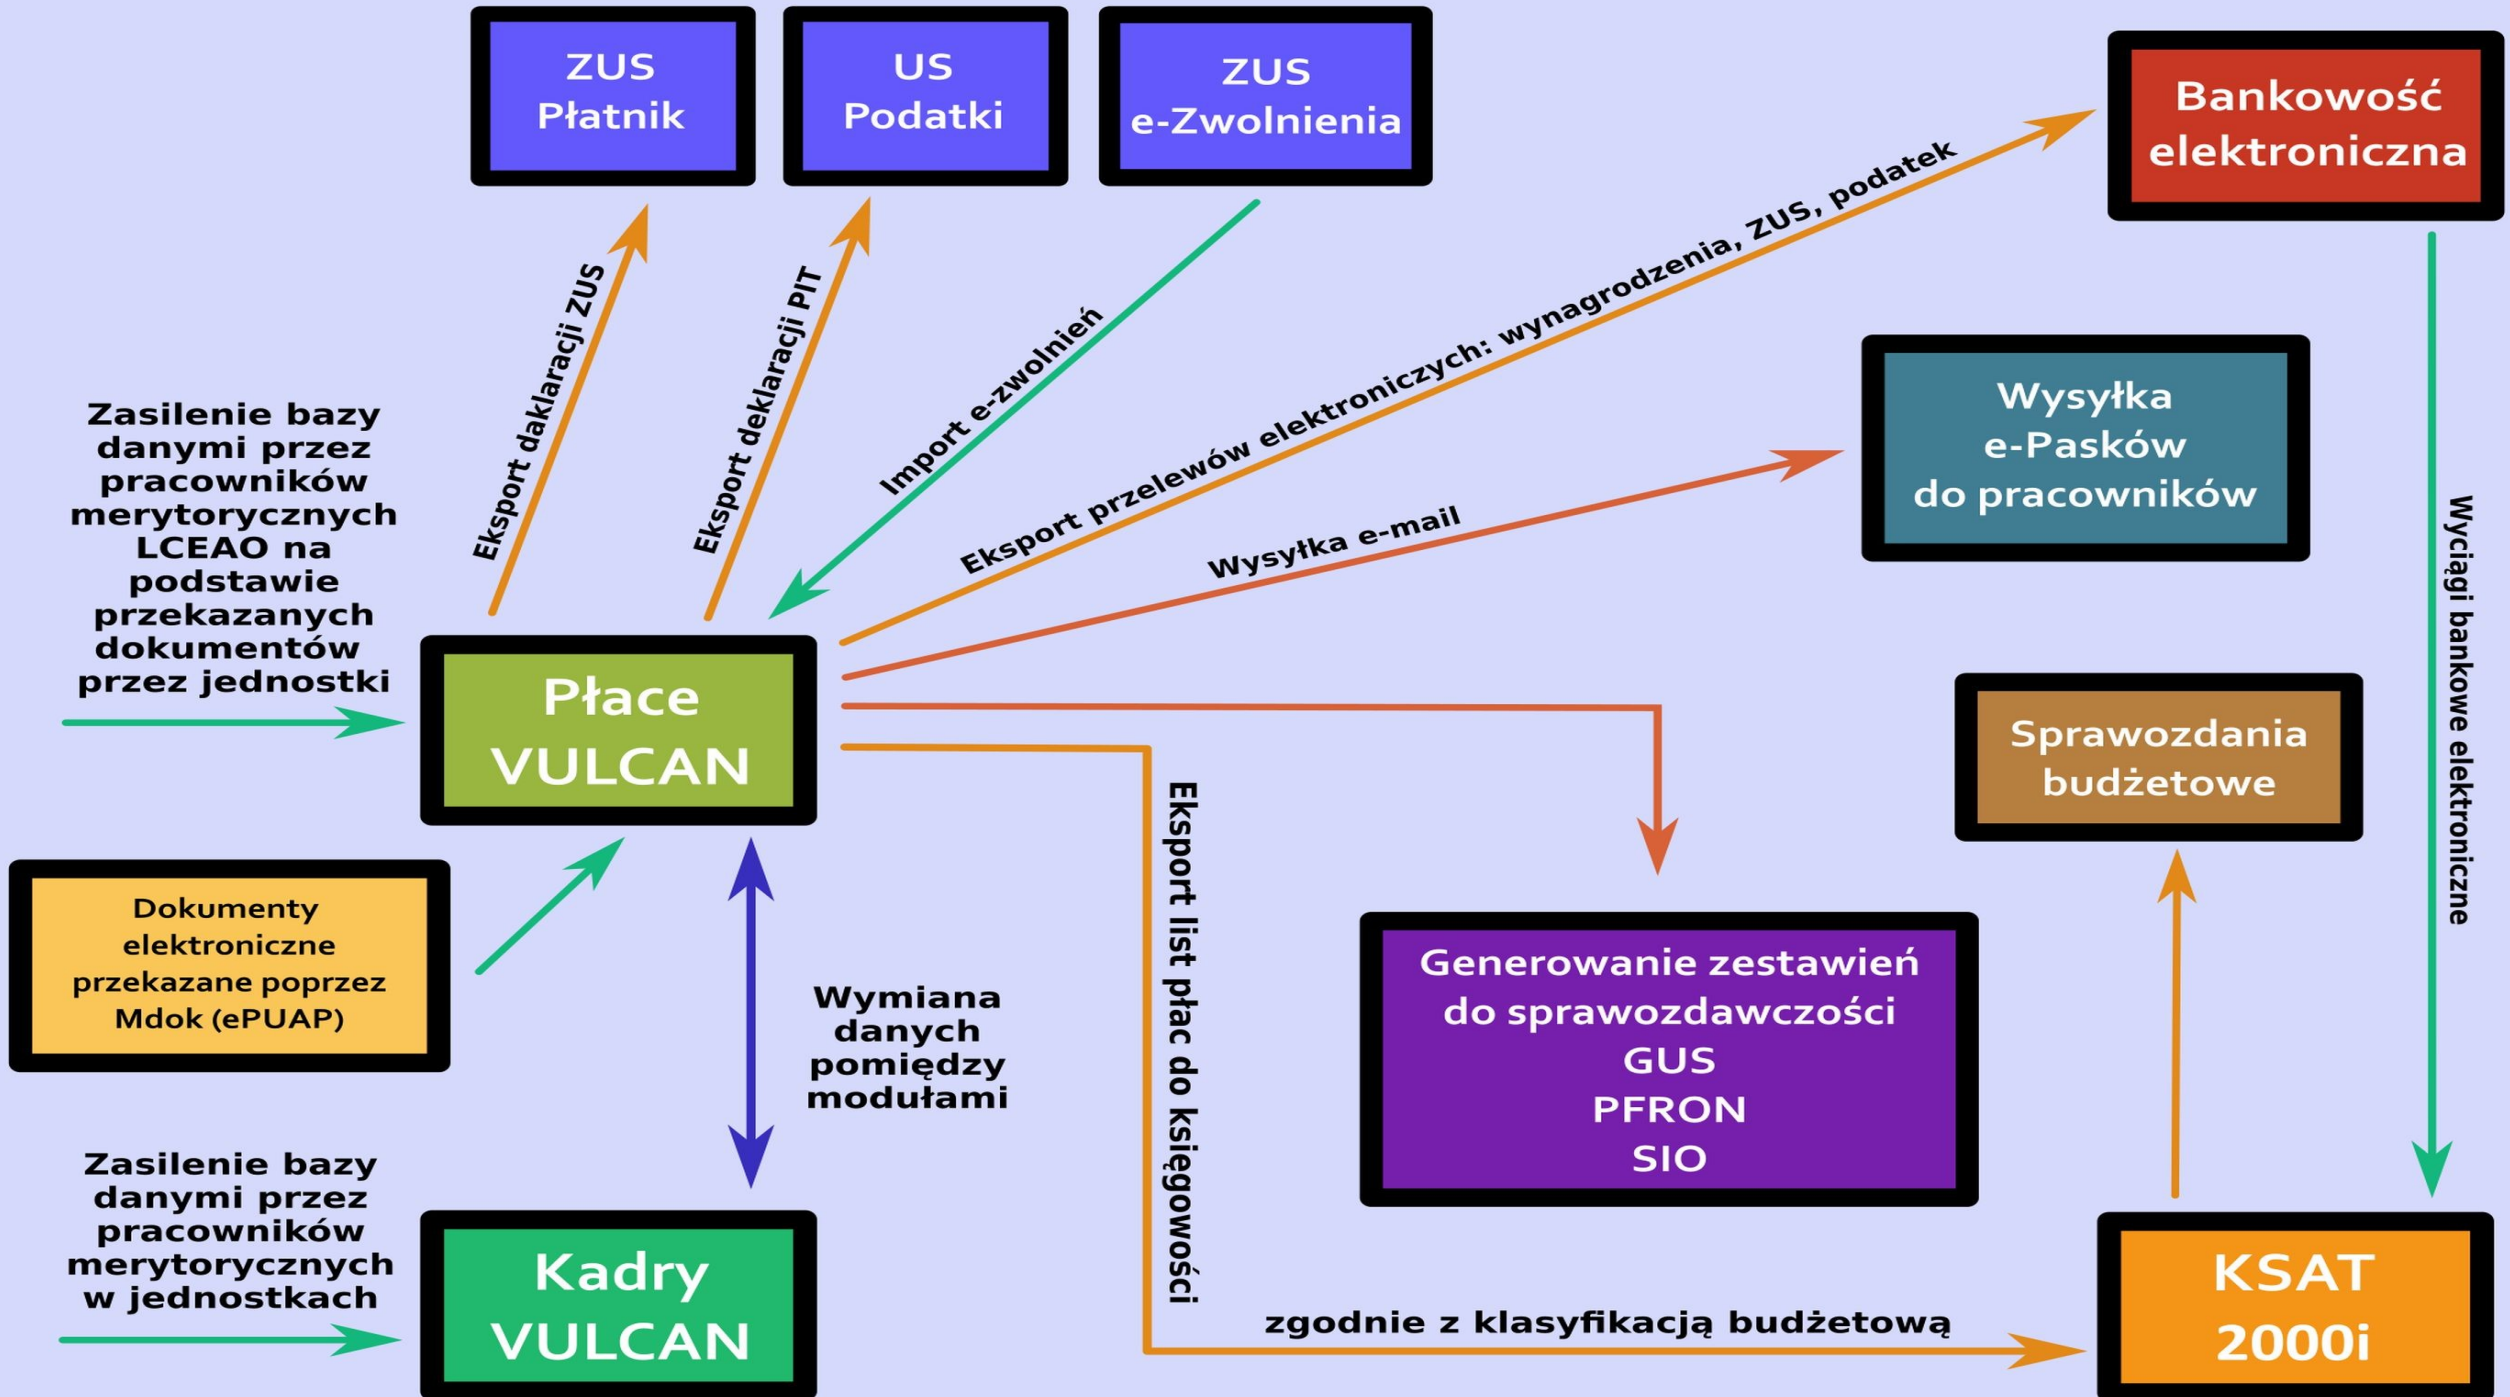 ZUS
Płatnik
US
Podatki
ZUS
e-Zwolnienia
Bankowość
elektroniczna
Eksport daklaracji ZUS
Eksport deklaracji PIT
Import e-zwolnień
Eksport przelewów elektroniczych: wynagrodzenia, ZUS, podatek
Wysyłka e-mail
Wysyłka
e-Pasków
do pracowników
Wyciągi bankowe elektroniczne
Zasilenie bazy
danymi przez
pracowników
merytorycznych
LCEAO na
podstawie
przekazanych
dokumentów
przez jednostki
Płace
VULCAN
Sprawozdania
budżetowe
Dokumenty
elektroniczne
przekazane poprzez
Mdok (ePUAP)
Wymiana
danych
pomiędzy
modułami
Eksport list płac do księgowości
Generowanie zestawień
do sprawozdawczości
GUS
PFRON
SIO
Zasilenie bazy
danymi przez
pracowników
merytorycznych
w jednostkach
Kadry
VULCAN
zgodnie z klasyfikacją budżetową
KSAT
2000i